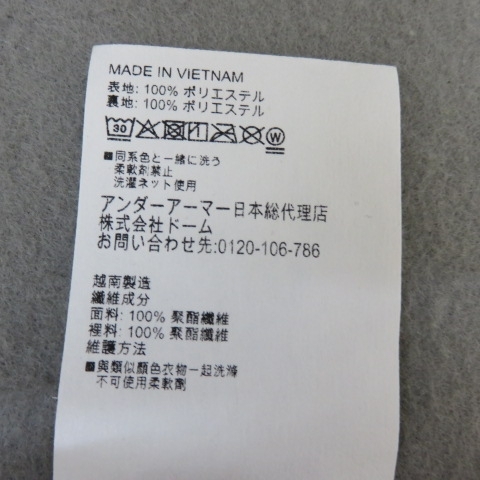 MADE IN VIETNAM
表地: 100% ポリエステル
裏地: 100% ポリエステル
30 W
■同系色と一緒に洗う
柔軟剤禁止
洗濯ネット使用
アンダーアーマー日本総代理店
株式会社ドーム
お問い合わせ先:0120-106-786
越南製造
纖維成分
面料: 100% 聚酯纖維
裡料: 100% 聚酯纖維
維護方法
■與類似顏色衣物一起洗滌
不可使用柔軟劑